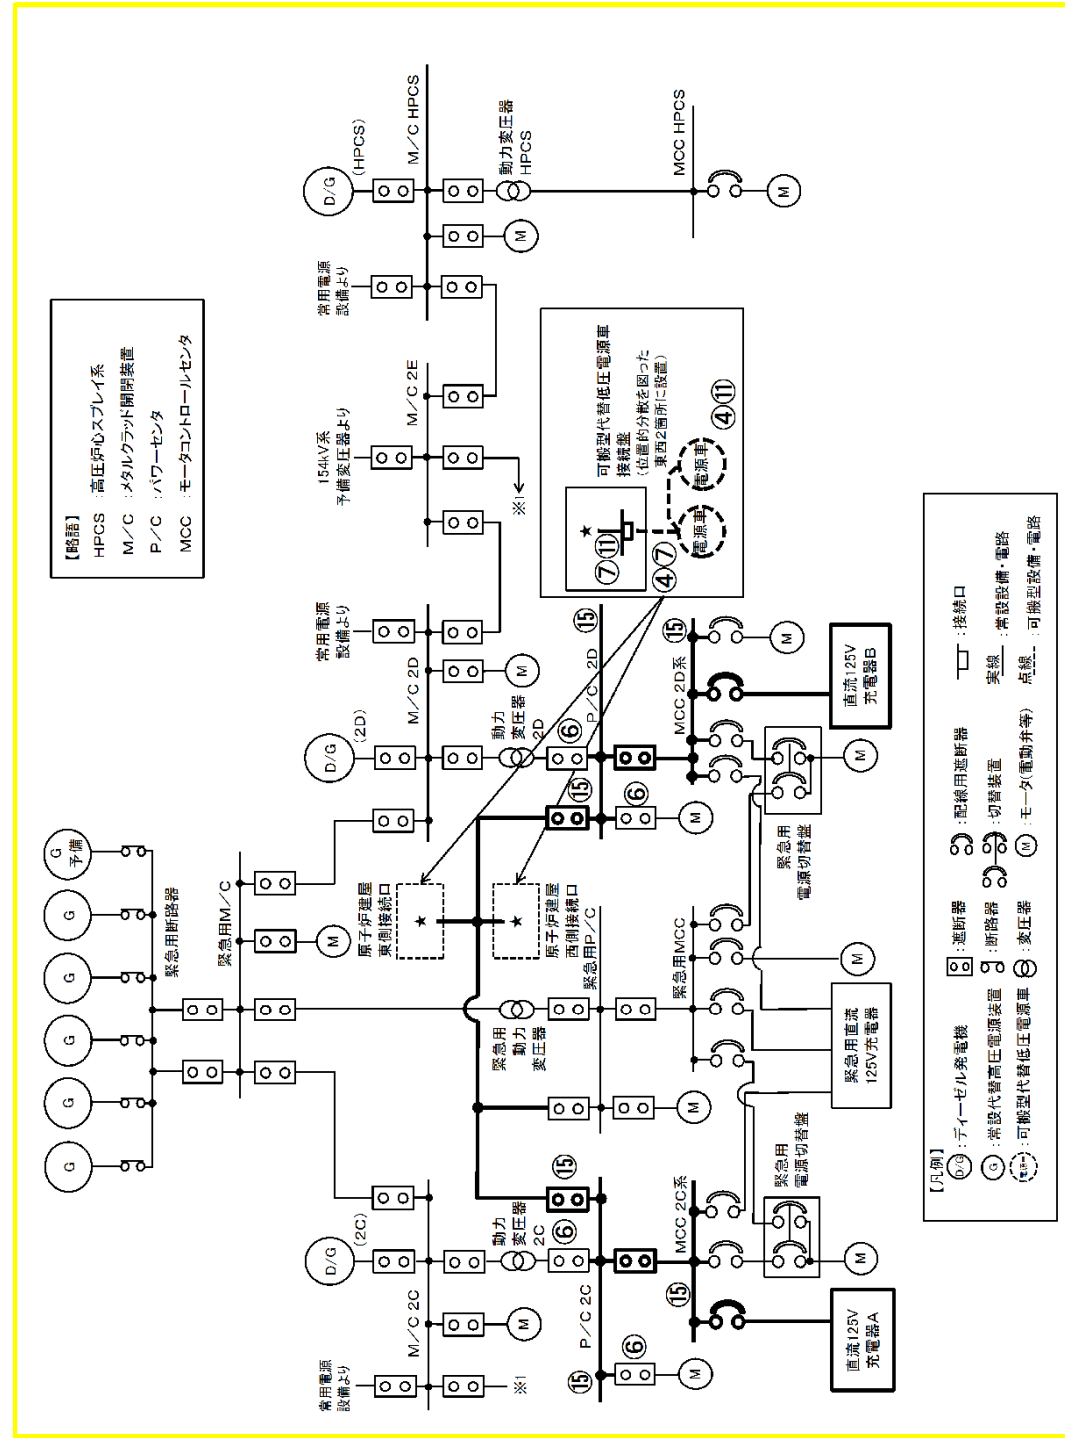 【略語】
HPCS :高圧炉心スプレイ系
M/C :メタルクラッド開閉装置
P/C :パワーセンタ
MCC :モータコントロールセンタ
G
G
G
G
G
G
予備
緊急用断路器
緊急用M/C
M
常用電源
設備より
D/G
(2C)
M/C 2C
M
※1
動力
変圧器
2C
D/G
(2D)
常用電源
設備より
M/C 2D
M
動力
変圧器
2D
154kV系
予備変圧器より
M/C 2E
※1
常用電源
設備より
D/G
(HPCS)
M/C HPCS
M
動力変圧器
HPCS
MCC HPCS
M
原子炉建屋
東側接続口
★
原子炉建屋
西側接続口
★
緊急用
動力
変圧器
緊急用P/C
M
緊急用MCC
M
可搬型代替低圧電源車
接続盤
(位置的分散を図った
東西2箇所に設置)
★
⑦⑪
④⑦
電源車
電源車
④⑪
⑥
⑮
P/C 2C
⑮
⑥
M
MCC 2C系
⑮
M
緊急用
電源切替盤
直流125V
充電器A
緊急用直流
125V充電器
⑥
⑮
P/C 2D
⑮
⑥
M
MCC 2D系
⑮
M
M
緊急用
電源切替盤
直流125V
充電器B
【凡例】
D/G :ディーゼル発電機
G :常設代替高圧電源装置
電源車 :可搬型代替低圧電源車
:遮断器
:断路器
:変圧器
:配線用遮断器
:切替装置
M :モータ(電動弁等)
:接続口
実線 :常設設備・電路
点線 :可搬型設備・電路